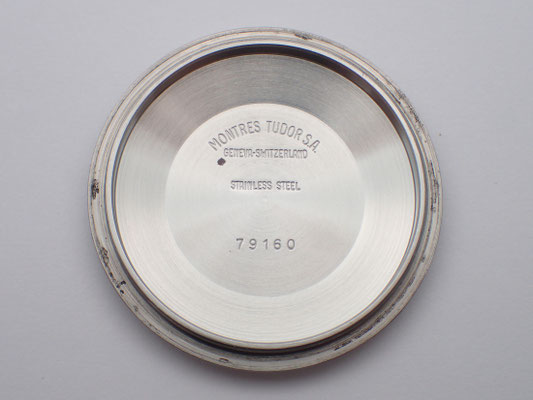 MONTRES TUDOR S.A.
GENEVA-SWITZERLAND
STAINLESS STEEL
79160